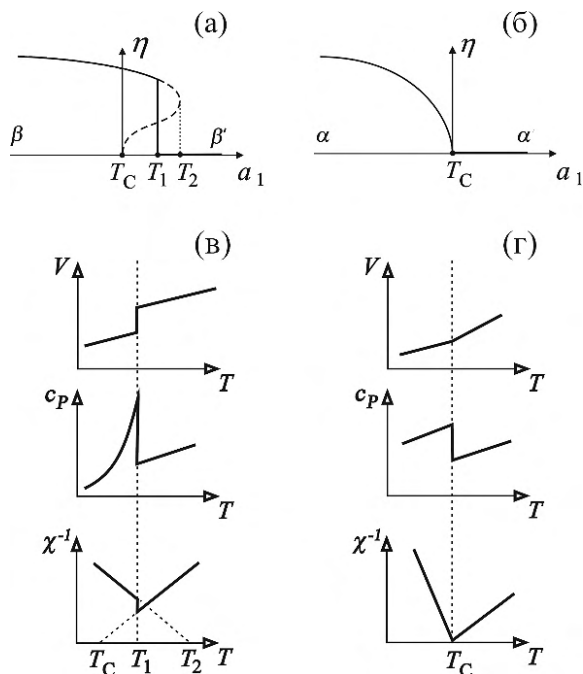 (а) (б)
η η
β β' α α
T_C T_1 T_2 a_1 T_C a_1
(в) (г)
V V
T T
c_P c_P
T T
χ⁻¹ χ⁻¹
T_C T_1 T_2 T T_C T